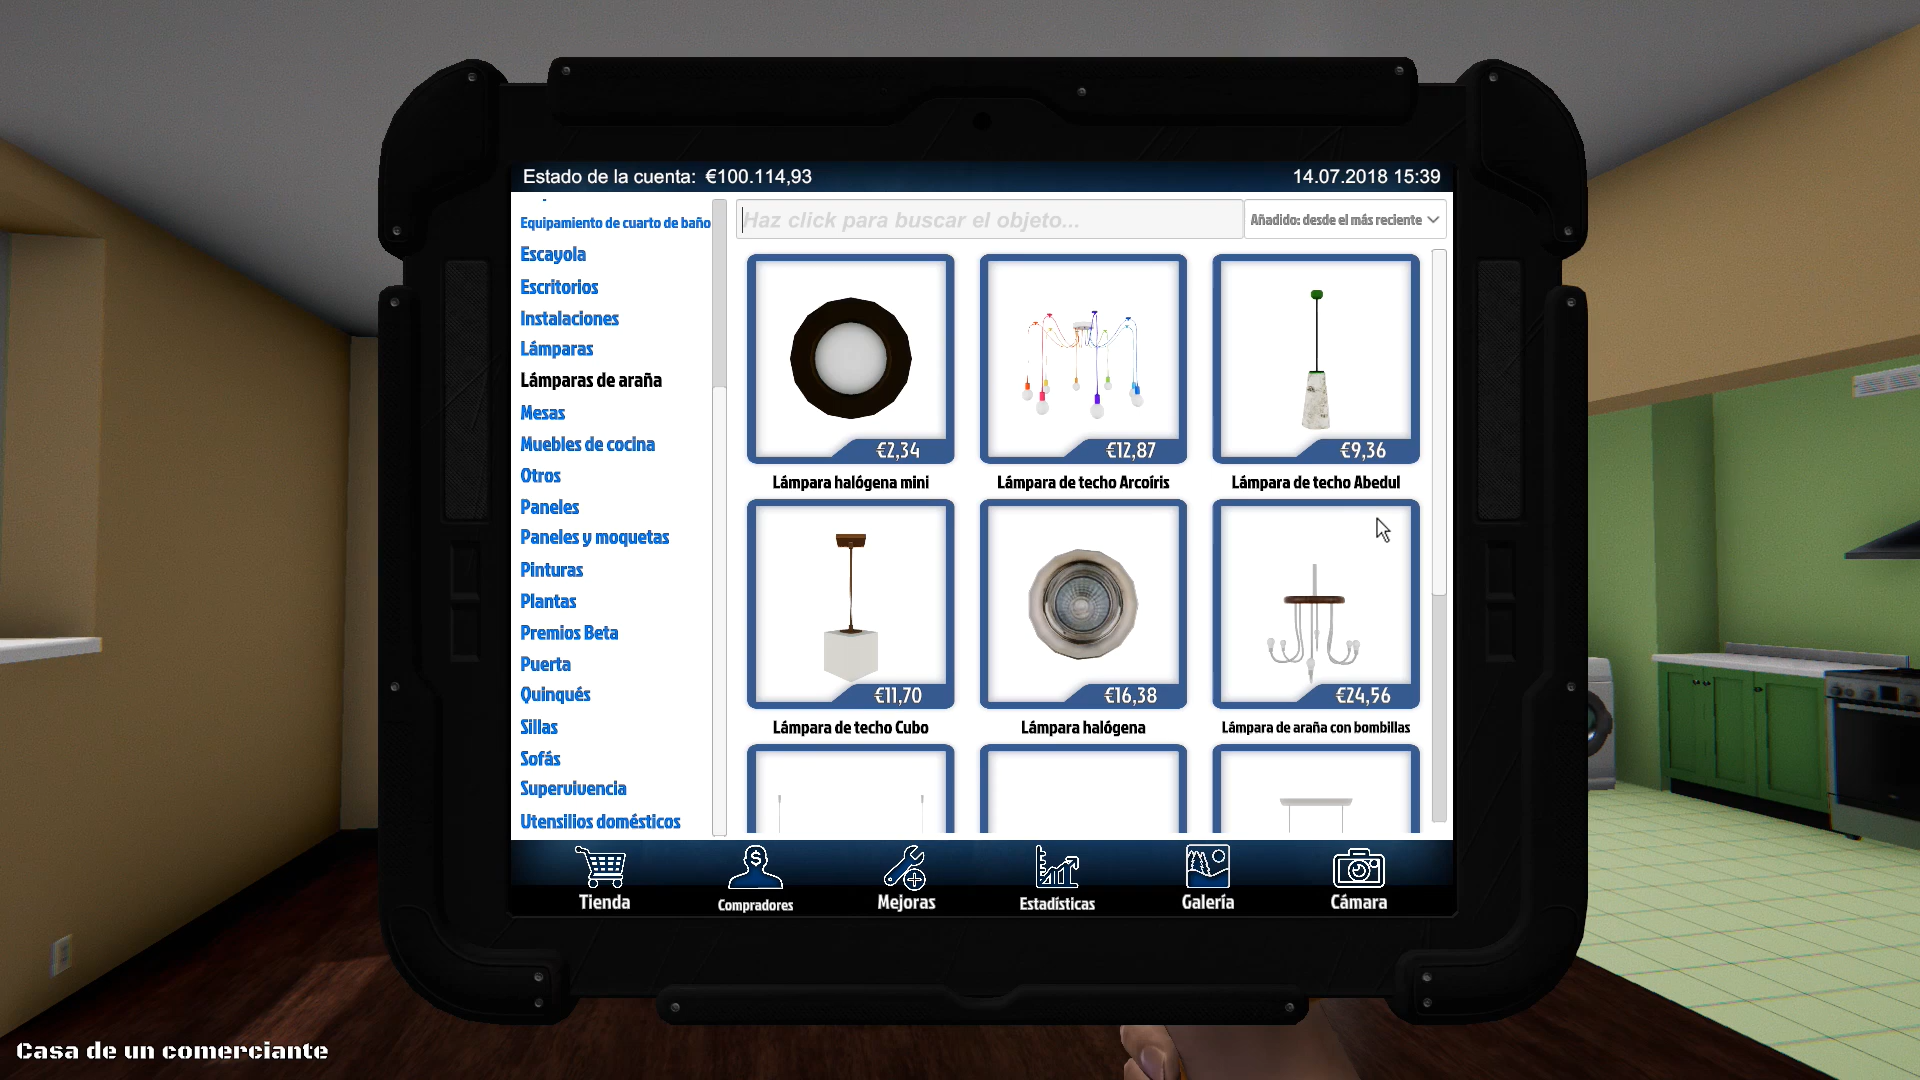 Estado de la cuenta: €100.114,93
14.07.2018 15:39
Equipamiento de cuarto de baño
Escayola
Escritorios
Instalaciones
Lámparas
Lámparas de araña
Mesas
Muebles de cocina
Otros
Paneles
Paneles y moquetas
Pinturas
Plantas
Premios Beta
Puerta
Quinqués
Sillas
Sofás
Supervivencia
Utensilios domésticos
Haz click para buscar el objeto...
Añadido: desde el más reciente
€2,34
€12,87
€9,36
Lámpara halógena mini
Lámpara de techo Arcoíris
Lámpara de techo Abedul
€11,70
€16,38
€24,56
Lámpara de techo Cubo
Lámpara halógena
Lámpara de araña con bombillas
Tienda
Compradores
Mejoras
Estadísticas
Galería
Cámara
Casa de un comerciante